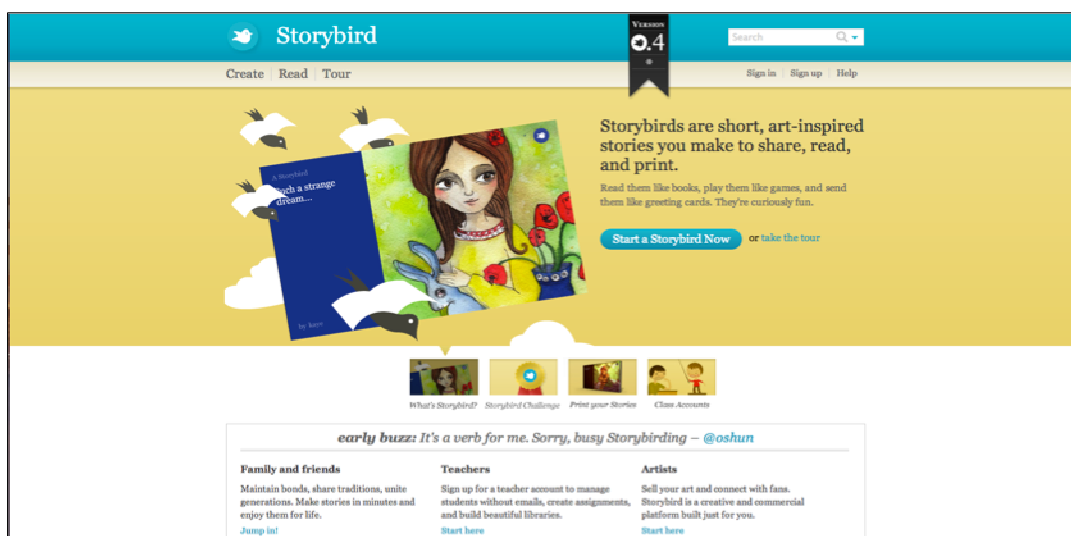 Storybird
VERSION
0.4
Search
Create | Read | Tour
Sign in | Sign up | Help
A Storybird
Such a strange
dream...
Storybirds are short, art-inspired
stories you make to share, read,
and print.
Read them like books, play them like games, and send
them like greeting cards. They're curiously fun.
Start a Storybird Now or take the tour
What's Storybird? Storybird Challenge Print your Stories Class Accounts
early buzz: It's a verb for me. Sorry, busy Storybirding – @oshun
Family and friends
Maintain bonds, share traditions, unite
generations. Make stories in minutes and
enjoy them for life.
Jump in!
Teachers
Sign up for a teacher account to manage
students without emails, create assignments,
and build beautiful libraries.
Start here
Artists
Sell your art and connect with fans.
Storybird is a creative and commercial
platform built just for you.
Start here